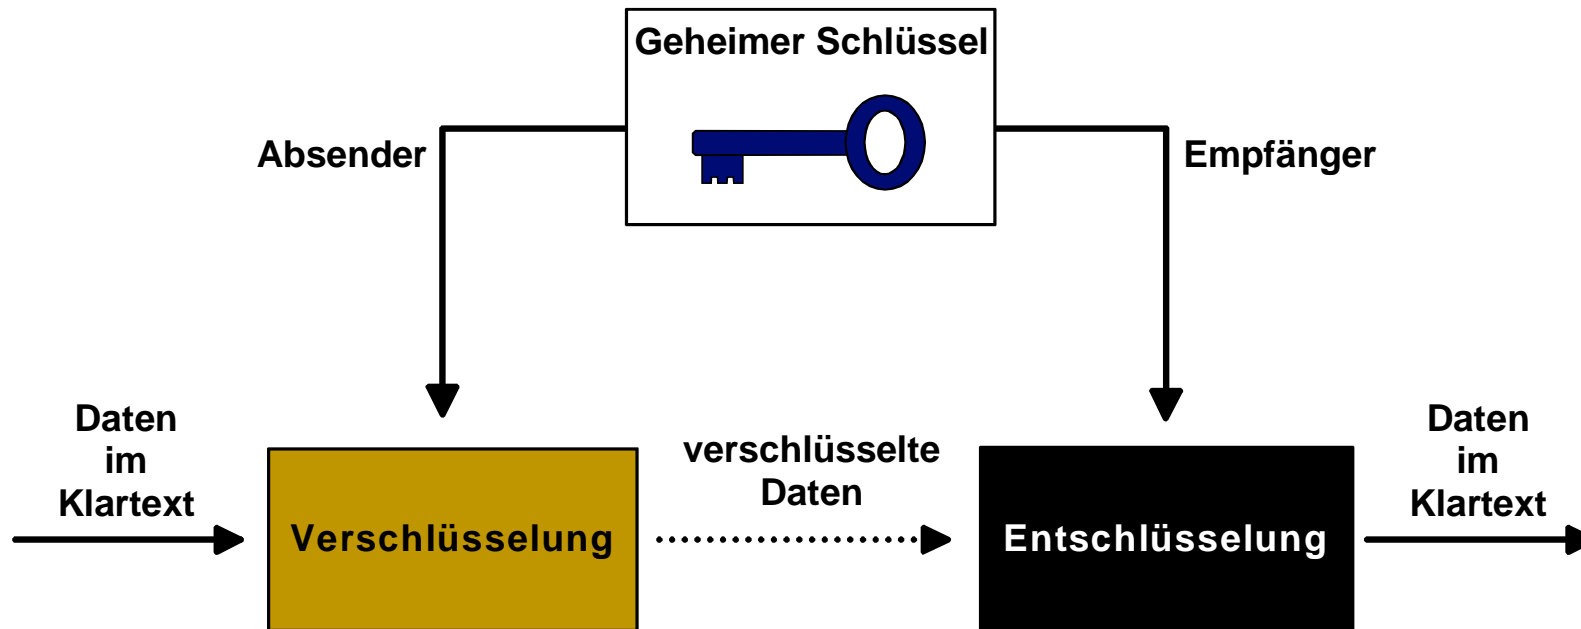 Geheimer Schlüssel
Absender
Empfänger
Daten
im
Klartext
Verschlüsselung
verschlüsselte
Daten
Entschlüsselung
Daten
im
Klartext